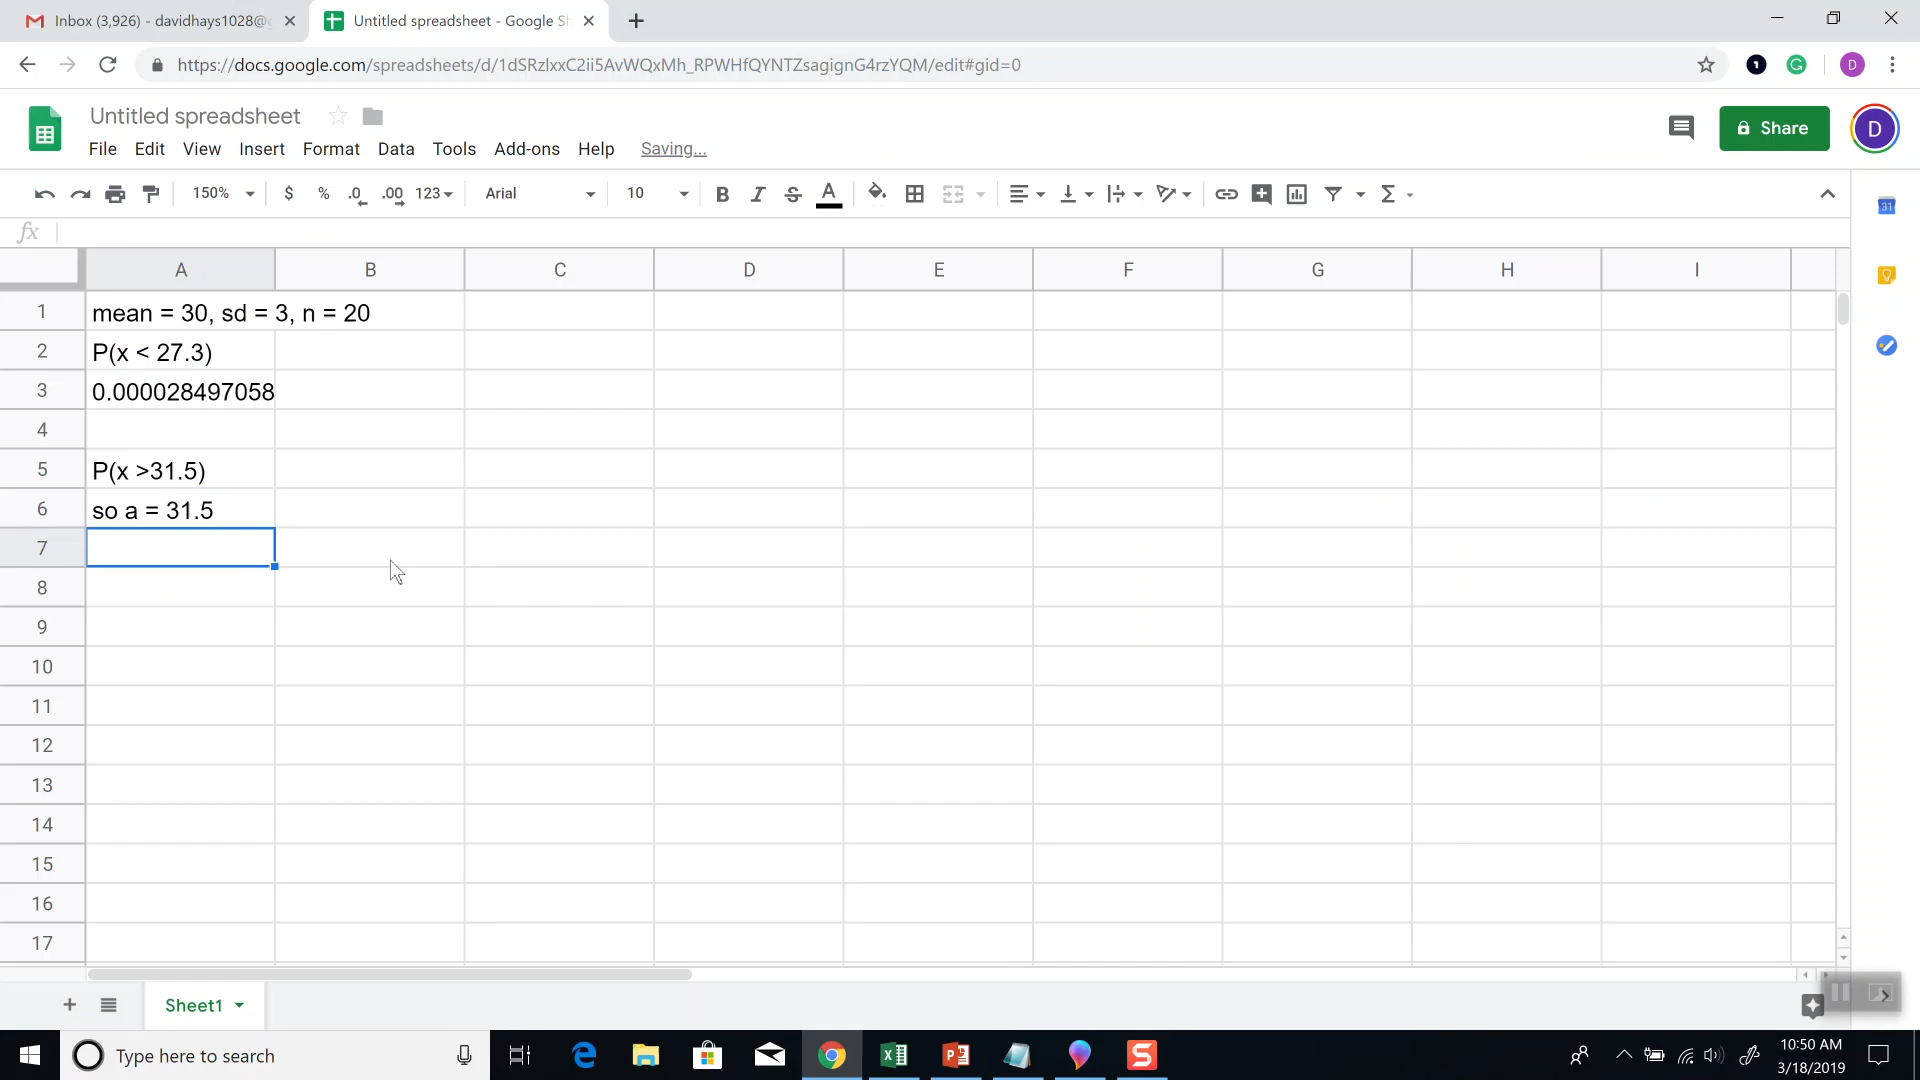 Inbox (3,926) - davidhays1028@g
Untitled spreadsheet - Google Sh
https://docs.google.com/spreadsheets/d/1dSRzlxxC2ii5AvWQxMh_RPWHfQYNTZsagignG4rzYQM/edit#gid=0
D
Untitled spreadsheet
File Edit View Insert Format Data Tools Add-ons Help Saving...
Share
D
150% $ % .0 .00 123 Arial 10 B I S A Σ
31
fx
A B C D E F G H I
1 mean = 30, sd = 3, n = 20
2 P(x < 27.3)
3 0.000028497058
4
5 P(x >31.5)
6 so a = 31.5
7
8
9
10
11
12
13
14
15
16
17
Sheet1
Type here to search
10:50 AM
3/18/2019